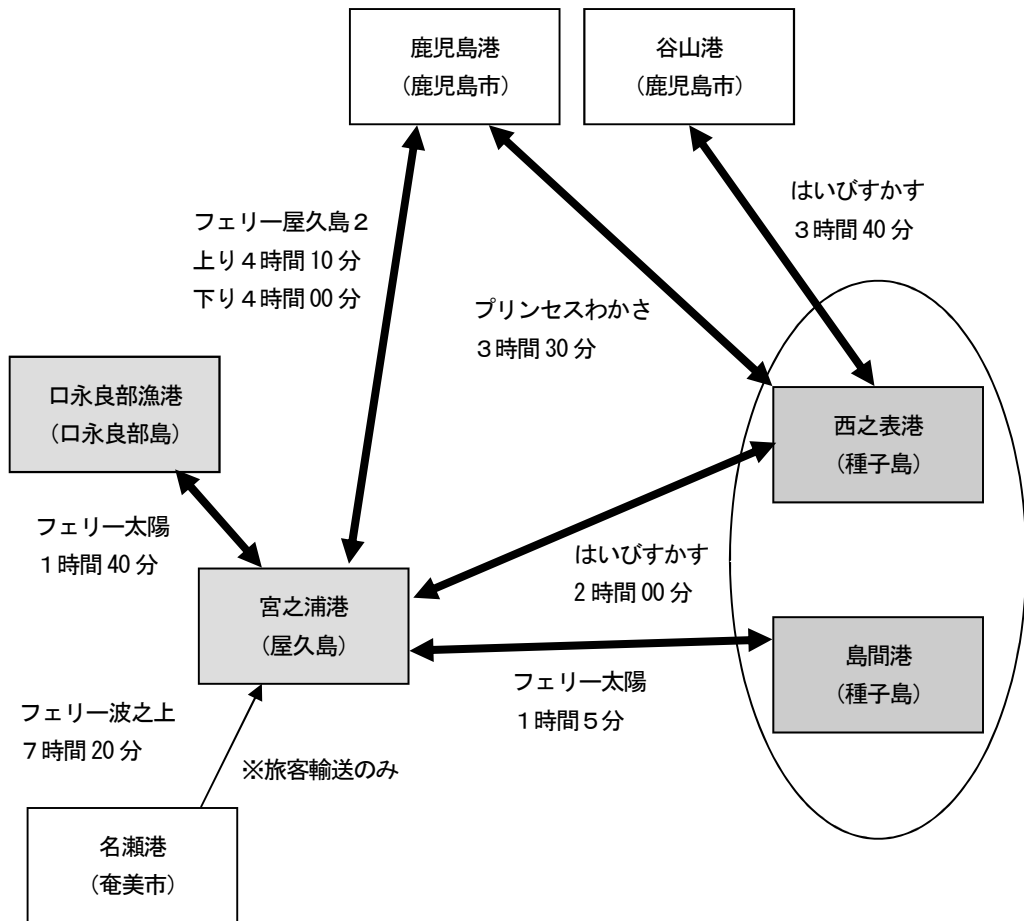 鹿児島港
（鹿児島市）
谷山港
（鹿児島市）
はいびすかす
３時間 40 分
フェリー屋久島２
上り４時間 10 分
下り４時間 00 分
プリンセスわかさ
３時間 30 分
口永良部漁港
（口永良部島）
西之表港
（種子島）
フェリー太陽
１時間 40 分
はいびすかす
2 時間 00 分
宮之浦港
（屋久島）
島間港
（種子島）
フェリー太陽
１時間５分
フェリー波之上
７時間 20 分
※旅客輸送のみ
名瀬港
（奄美市）